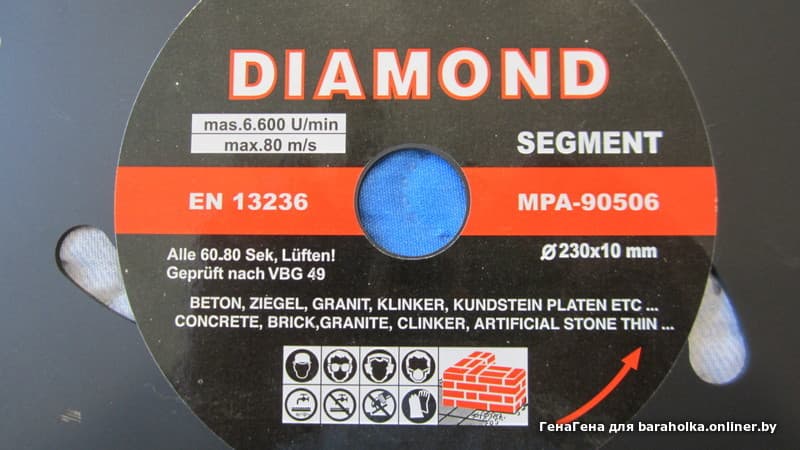 DIAMOND
mas.6.600 U/min
max.80 m/s
SEGMENT
EN 13236
MPA-90506
Alle 60.80 Sek, Lüften!
Geprüft nach VBG 49
Ø230x10 mm
BETON, ZIEGEL, GRANIT, KLINKER, KUNDSTEIN PLATEN ETC ...
CONCRETE, BRICK,GRANITE, CLINKER, ARTIFICIAL STONE THIN ...
ГенаГена для baraholka.onliner.by